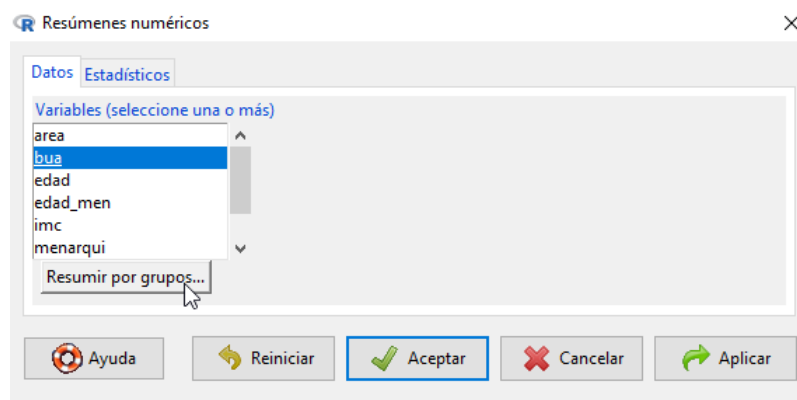 Resúmenes numéricos
Datos Estadísticos
Variables (seleccione una o más)
area
bua
edad
edad_men
imc
menarqui
Resumir por grupos...
Ayuda Reiniciar Aceptar Cancelar Aplicar